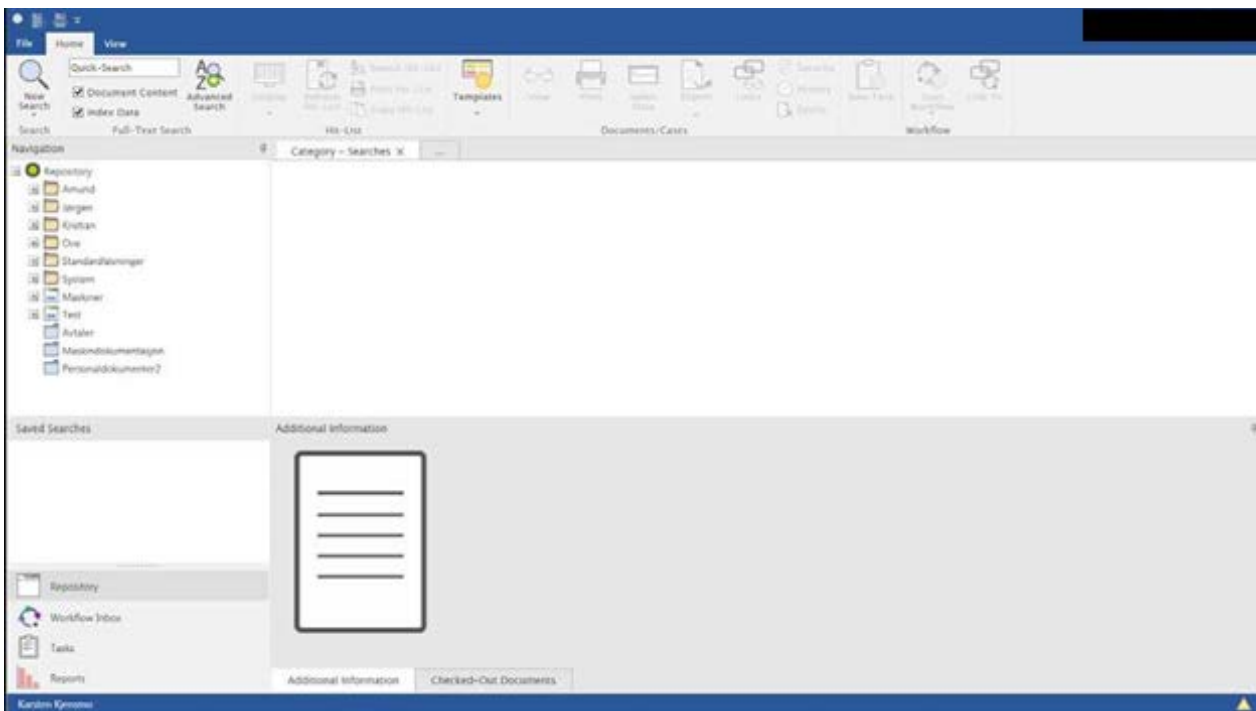 File Home View
New Search
Quick-Search
Document Content
Index Data
Advanced Search
Templates
View
Print
Search
Full-Text Search
Hit-List
Documents/Cases
Workflow
Navigation
Category – Searches x ...
Repository
Amund
Jørgen
Kristian
Ove
Standardløsninger
System
Maskiner
Test
Avtaler
Maskindokumentasjon
Personaldokumenter2
Saved Searches
Additional Information
Repository
Workflow Inbox
Tasks
Reports
Additional Information Checked-Out Documents
Karsten